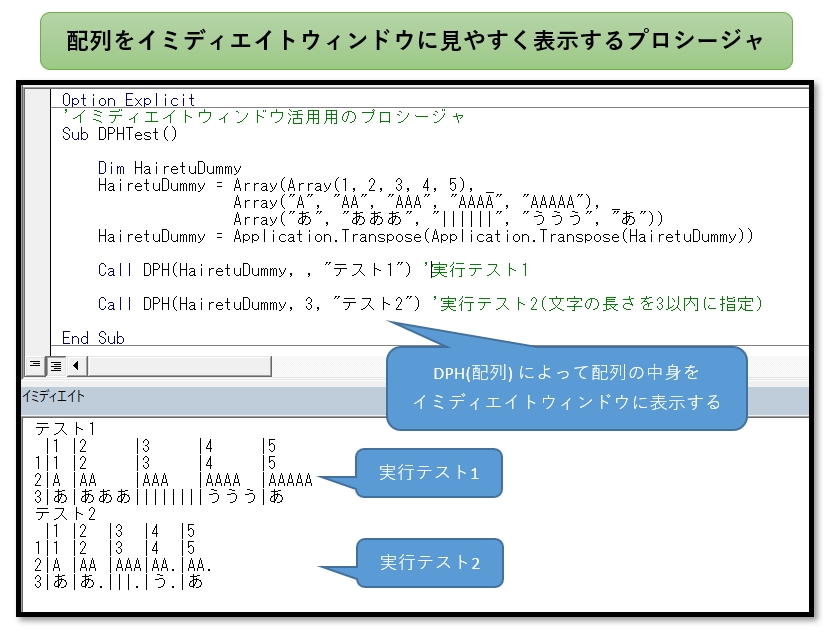 配列をイミディエイトウィンドウに見やすく表示するプロシージャ
Option Explicit
'イミディエイトウィンドウ活用用のプロシージャ
Sub DPHTest()
Dim HairetuDummy
HairetuDummy = Array(Array(1, 2, 3, 4, 5), _
Array("A", "AA", "AAA", "AAAA", "AAAAA"), _
Array("あ", "あああ", "||||||", "ううう", "あ"))
HairetuDummy = Application.Transpose(Application.Transpose(HairetuDummy))
Call DPH(HairetuDummy, , "テスト1") '実行テスト1
Call DPH(HairetuDummy, 3, "テスト2") '実行テスト2(文字の長さを3以内に指定)
End Sub
DPH(配列) によって配列の中身を
イミディエイトウィンドウに表示する
イミディエイト
テスト1
 |1 |2     |3     |4    |5
1|1 |2     |3     |4    |5
2|A |AA    |AAA   |AAAA |AAAAA
3|あ|あああ||||||||ううう|あ
実行テスト1
テスト2
 |1 |2  |3  |4  |5
1|1 |2  |3  |4  |5
2|A |AA |AAA|AA.|AA.
3|あ|あ.|||.|う.|あ
実行テスト2